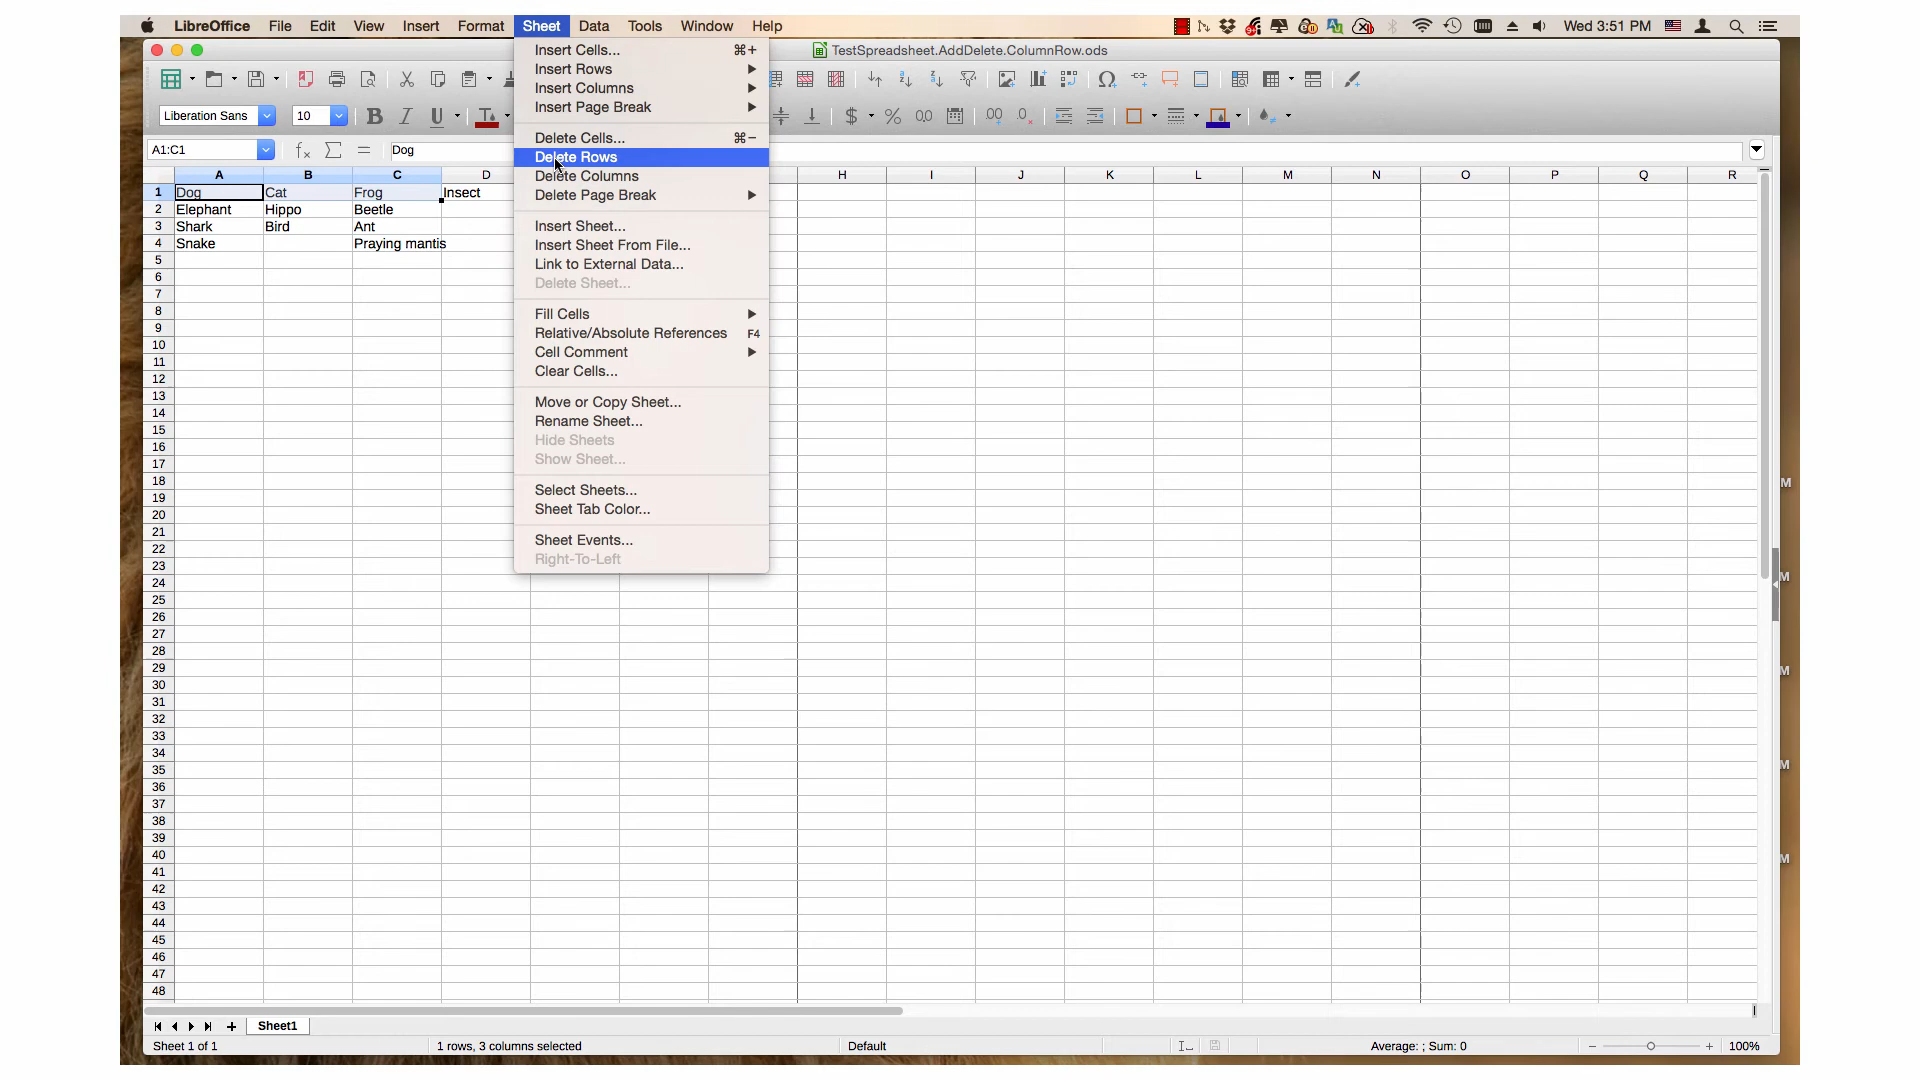 LibreOffice File Edit View Insert Format Sheet Data Tools Window Help Wed 3:51 PM
TestSpreadsheet.AddDelete.ColumnRow.ods
Insert Cells... ⌘+
Insert Rows
Insert Columns
Insert Page Break
Delete Cells... ⌘−
Delete Rows
Delete Columns
Delete Page Break
Insert Sheet...
Insert Sheet From File...
Link to External Data...
Delete Sheet...
Fill Cells
Relative/Absolute References F4
Cell Comment
Clear Cells...
Move or Copy Sheet...
Rename Sheet...
Hide Sheets
Show Sheet...
Select Sheets...
Sheet Tab Color...
Sheet Events...
Right-To-Left
Liberation Sans 10
A1:C1 Dog
A B C D H I J K L M N O P Q R
1 Dog Cat Frog Insect
2 Elephant Hippo Beetle
3 Shark Bird Ant
4 Snake Praying mantis
5
6
7
8
9
10
11
12
13
14
15
16
17
18
19
20
21
22
23
24
25
26
27
28
29
30
31
32
33
34
35
36
37
38
39
40
41
42
43
44
45
46
47
48
M
M
M
M
M
Sheet1
Sheet 1 of 1 1 rows, 3 columns selected Default Average: ; Sum: 0 100%